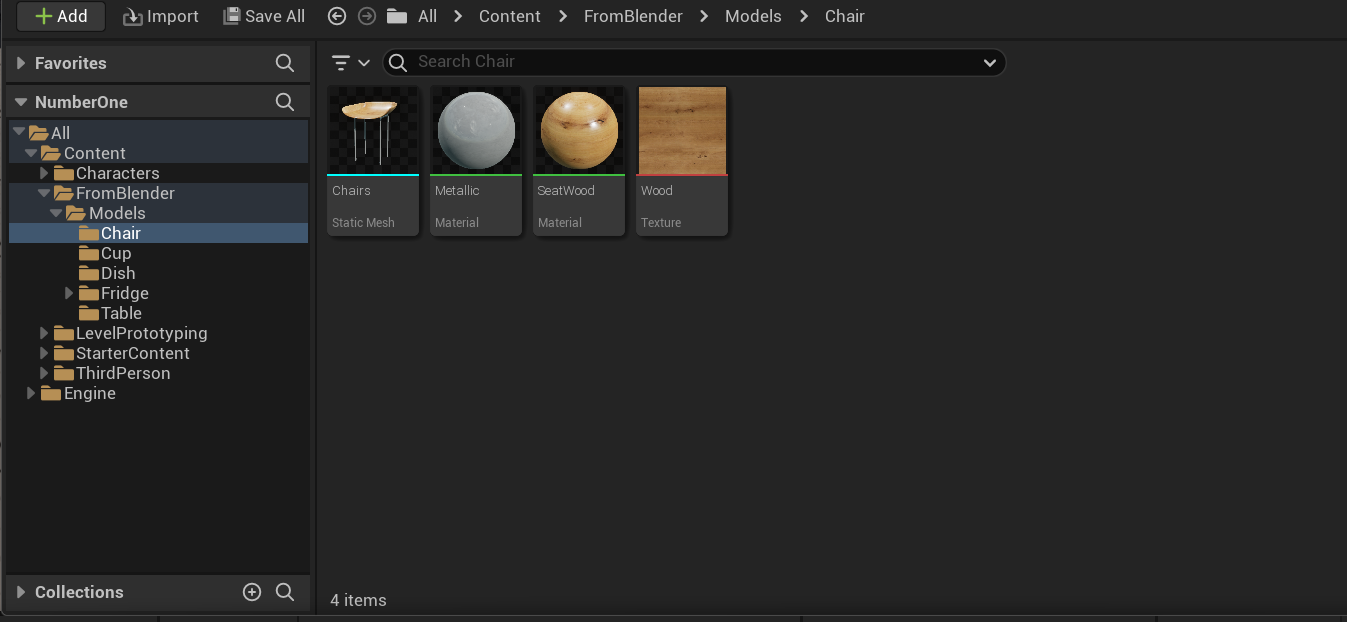 Add Import Save All All Content FromBlender Models Chair
Favorites
Search Chair
NumberOne
All
Content
Characters
FromBlender
Models
Chair
Cup
Dish
Fridge
Table
LevelPrototyping
StarterContent
ThirdPerson
Engine
Chairs Metallic SeatWood Wood
Static Mesh Material Material Texture
Collections
4 items